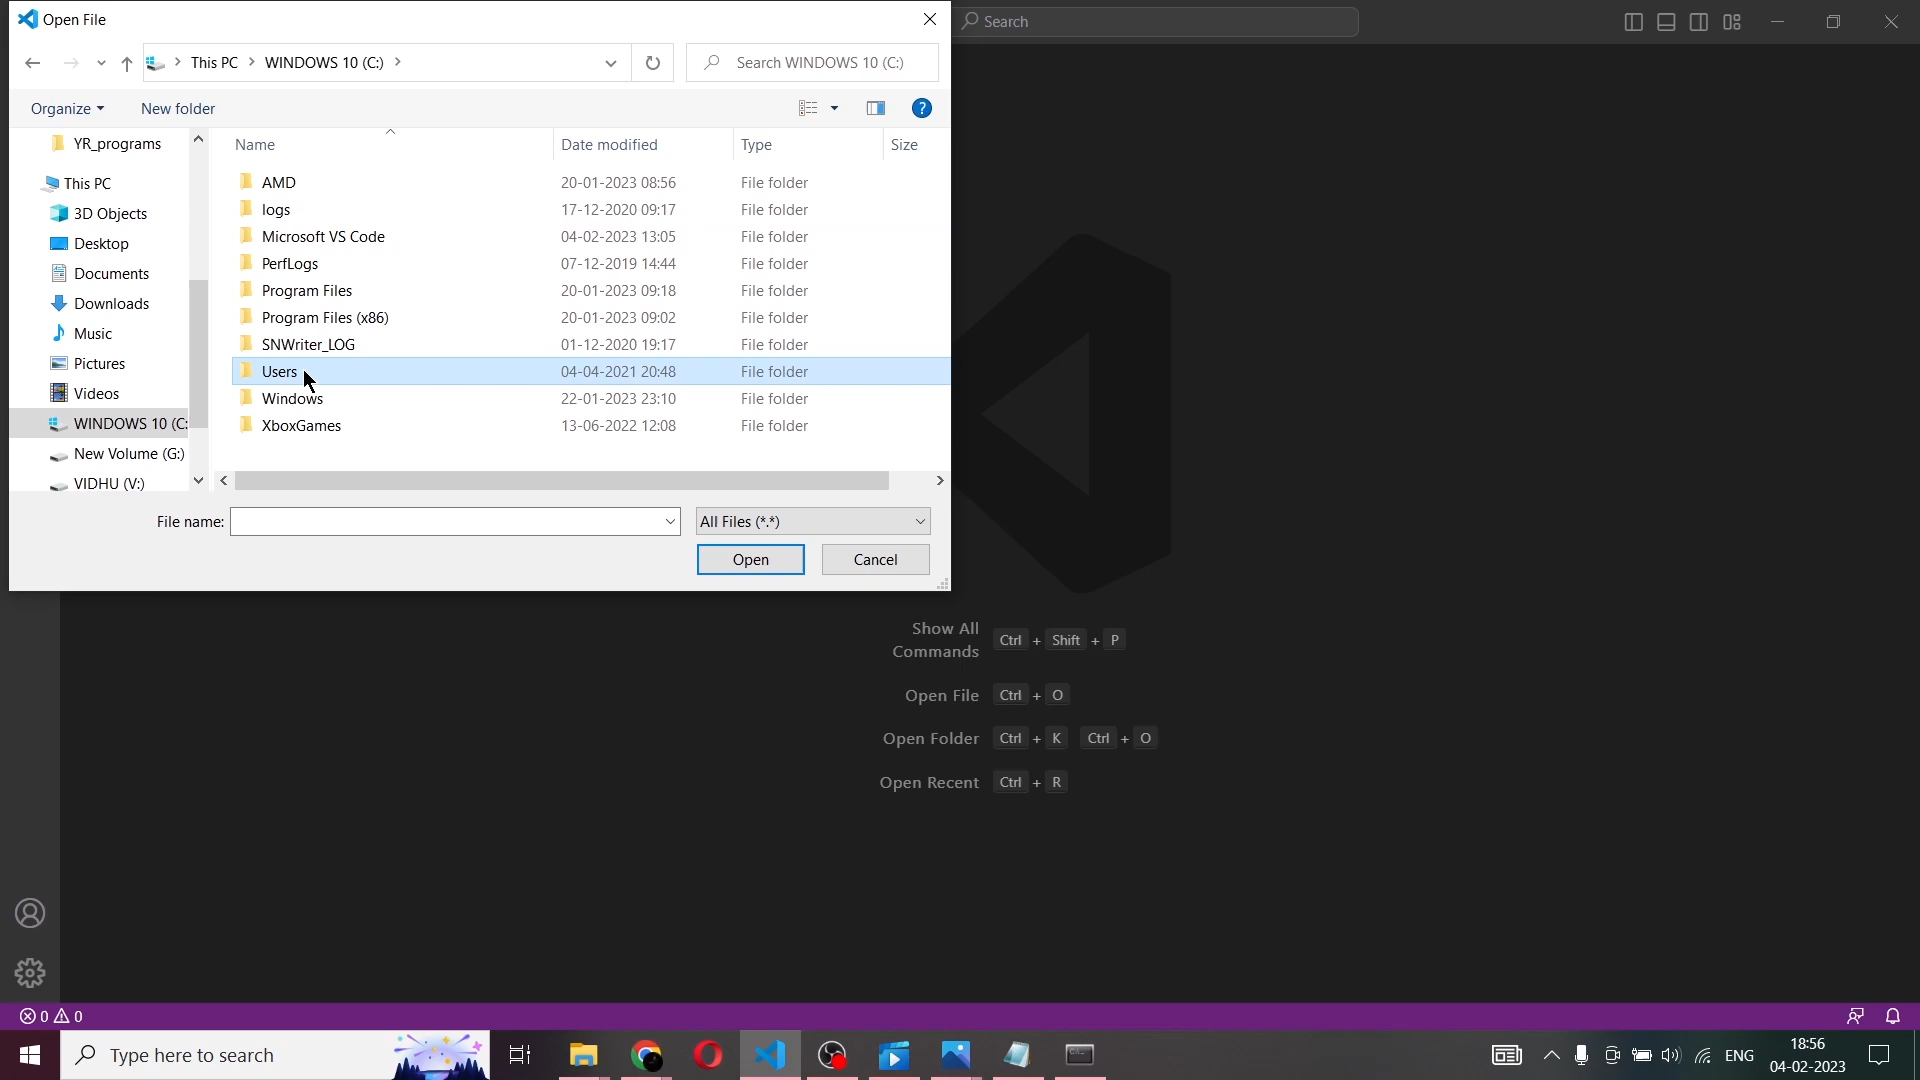 Open File
This PC > WINDOWS 10 (C:) >
Search WINDOWS 10 (C:)
Search
Organize
New folder
YR_programs
This PC
3D Objects
Desktop
Documents
Downloads
Music
Pictures
Videos
WINDOWS 10 (C:
New Volume (G:)
VIDHU (V:)
Name Date modified Type Size
AMD 20-01-2023 08:56 File folder
logs 17-12-2020 09:17 File folder
Microsoft VS Code 04-02-2023 13:05 File folder
PerfLogs 07-12-2019 14:44 File folder
Program Files 20-01-2023 09:18 File folder
Program Files (x86) 20-01-2023 09:02 File folder
SNWriter_LOG 01-12-2020 19:17 File folder
Users 04-04-2021 20:48 File folder
Windows 22-01-2023 23:10 File folder
XboxGames 13-06-2022 12:08 File folder
File name:
All Files (*.*)
Open
Cancel
Show All Commands Ctrl + Shift + P
Open File Ctrl + O
Open Folder Ctrl + K Ctrl + O
Open Recent Ctrl + R
0 0
Type here to search
ENG
18:56
04-02-2023